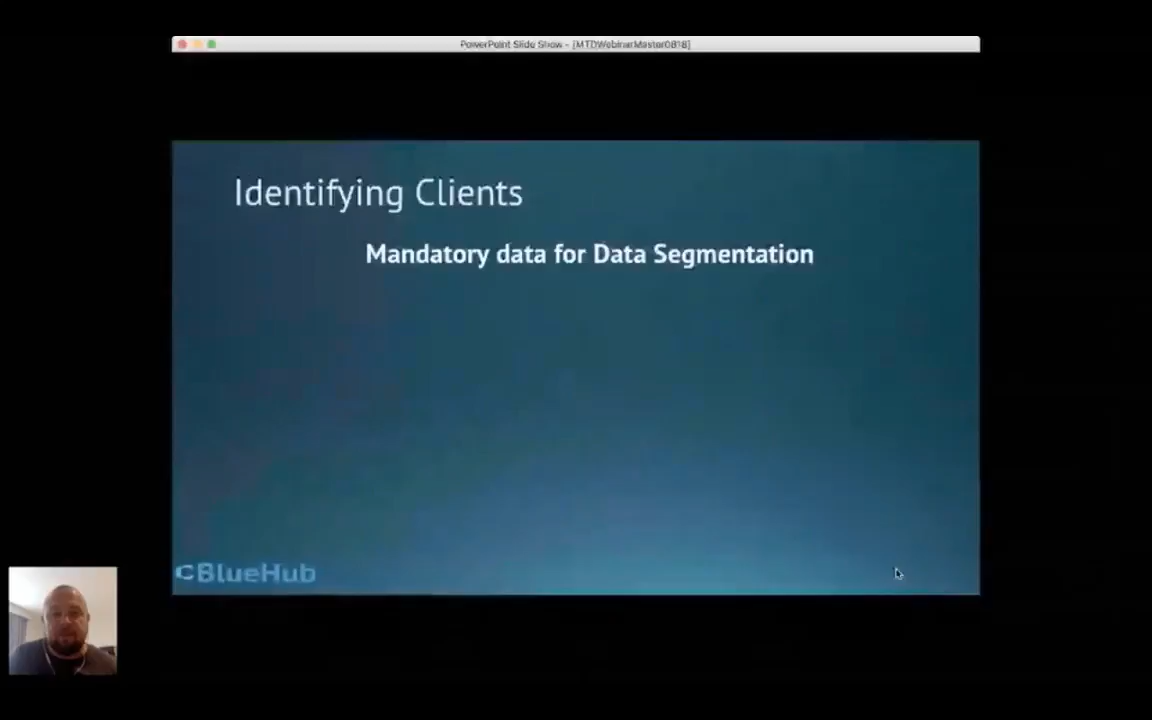 PowerPoint Slide Show - [MTDWebinarMaster0818]
Identifying Clients
Mandatory data for Data Segmentation
BlueHub